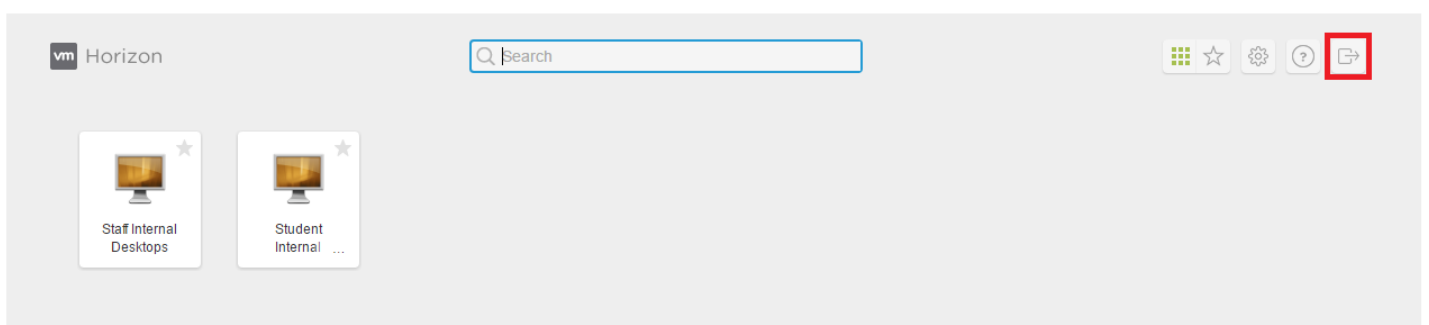 vm Horizon
Search
?
Staff Internal
Desktops
Student
Internal ...